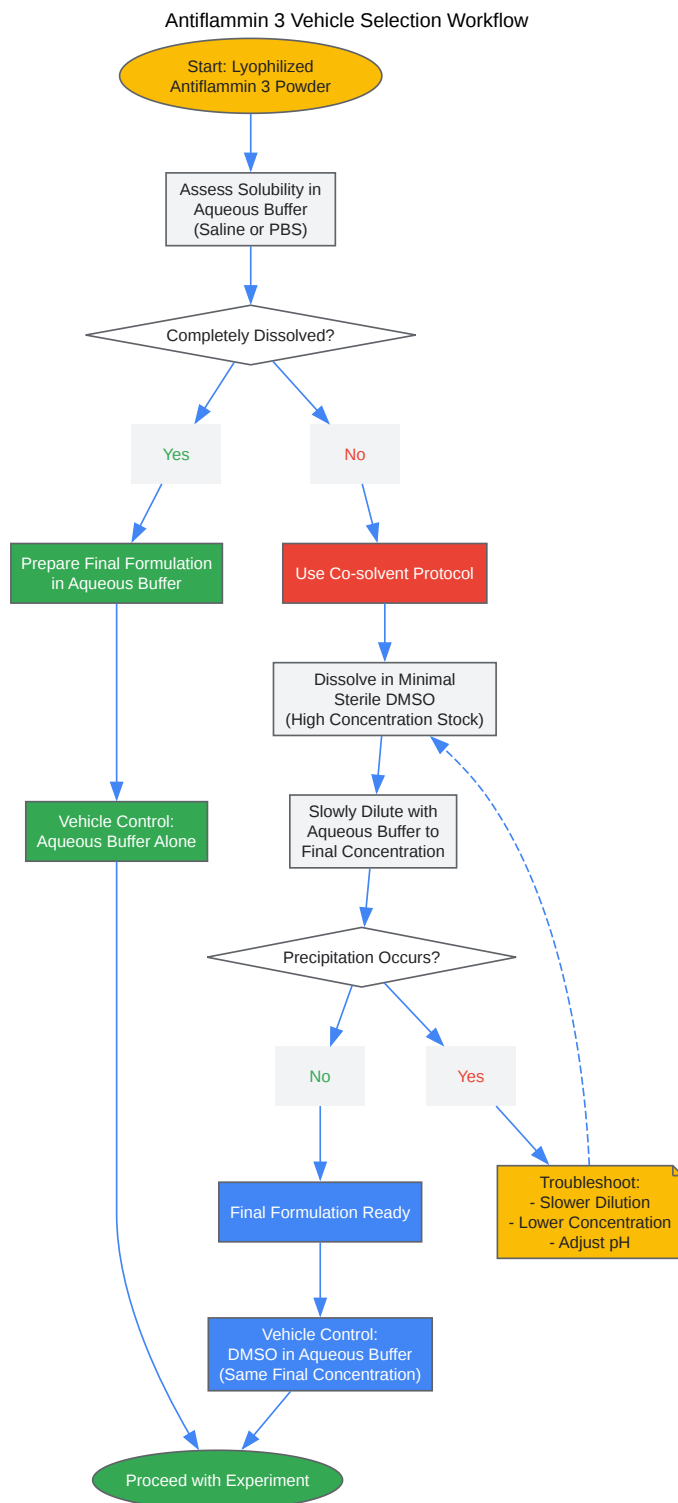 Antiflammin 3 Vehicle Selection Workflow
Start: Lyophilized
Antiflammin 3 Powder
Assess Solubility in
Aqueous Buffer
(Saline or PBS)
Completely Dissolved?
Yes
No
Prepare Final Formulation
in Aqueous Buffer
Use Co-solvent Protocol
Dissolve in Minimal
Sterile DMSO
(High Concentration Stock)
Vehicle Control:
Aqueous Buffer Alone
Slowly Dilute with
Aqueous Buffer to
Final Concentration
Precipitation Occurs?
No
Yes
Final Formulation Ready
Troubleshoot:
- Slower Dilution
- Lower Concentration
- Adjust pH
Vehicle Control:
DMSO in Aqueous Buffer
(Same Final Concentration)
Proceed with Experiment